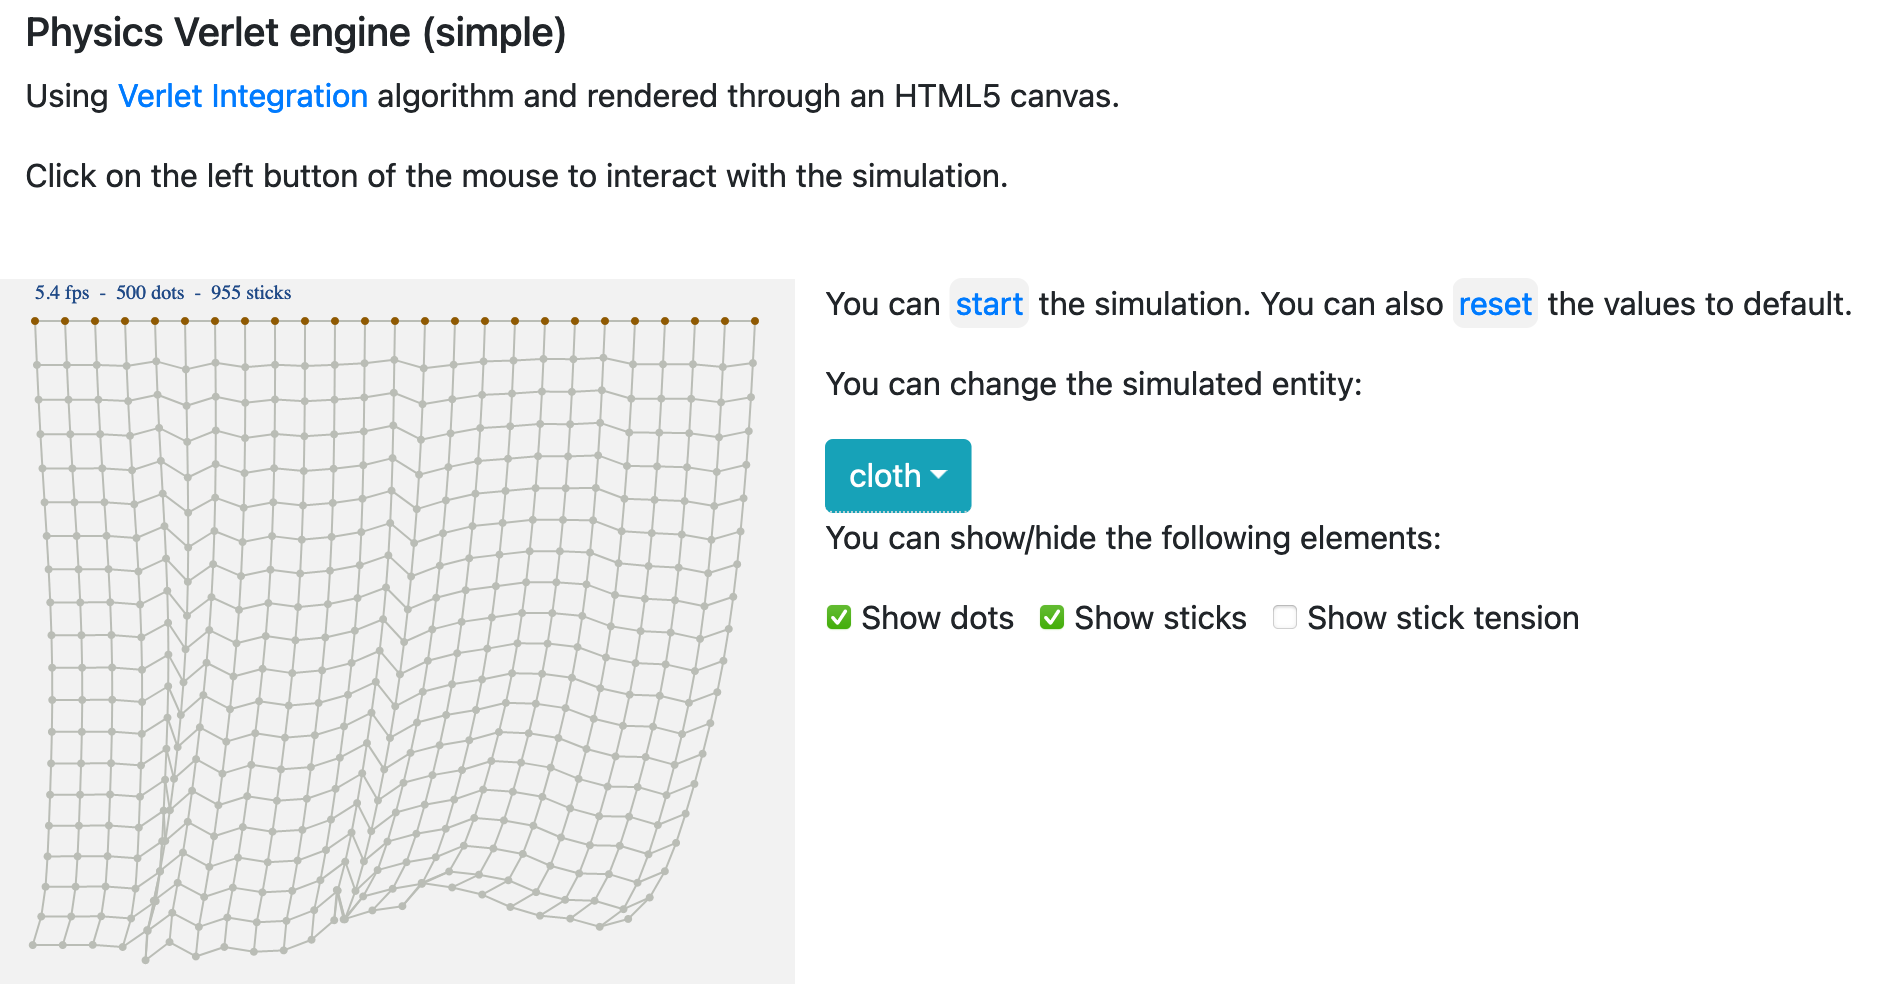 Physics Verlet engine (simple)
Using Verlet Integration algorithm and rendered through an HTML5 canvas.
Click on the left button of the mouse to interact with the simulation.
5.4 fps - 500 dots - 955 sticks
You can start the simulation. You can also reset the values to default.
You can change the simulated entity:
cloth
You can show/hide the following elements:
Show dots Show sticks Show stick tension